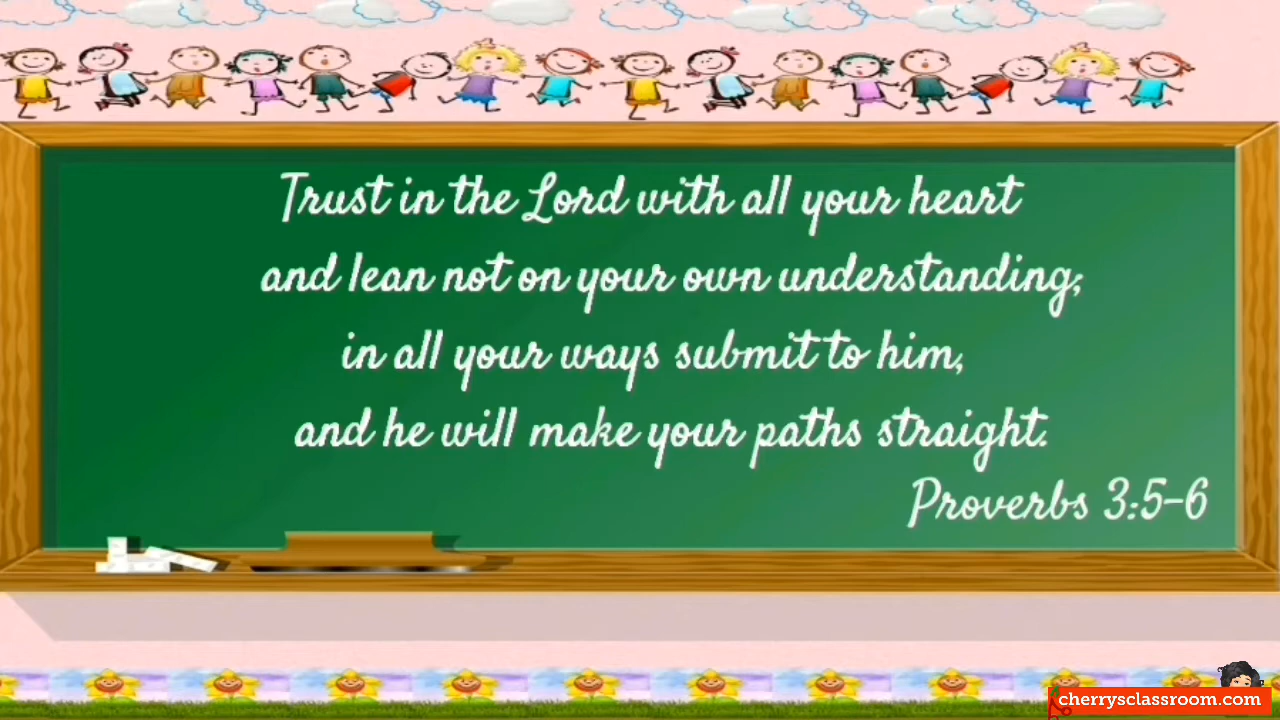 Trust in the Lord with all your heart
and lean not on your own understanding;
in all your ways submit to him,
and he will make your paths straight.
Proverbs 3:5-6
cherrysclassroom.com